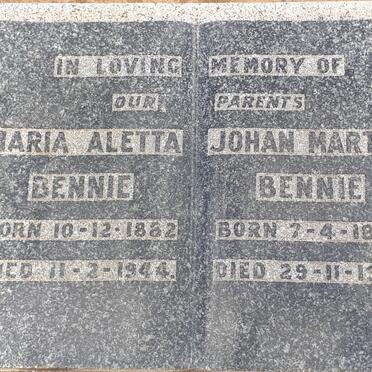 IN LOVING MEMORY OF
OUR PARENTS
MARIA ALETTA
BENNIE
BORN 10-12-1882
DIED 11-2-1944.
JOHAN MART
BENNIE
BORN 7-4-18
DIED 29-11-1